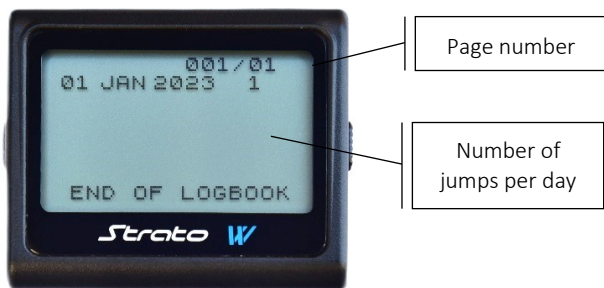 001/01
01 JAN 2023 1
END OF LOGBOOK
Strato W
Page number
Number of
jumps per day